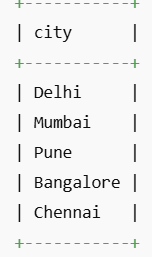 +-----------+
| city      |
+-----------+
| Delhi     |
| Mumbai    |
| Pune      |
| Bangalore |
| Chennai   |
+-----------+